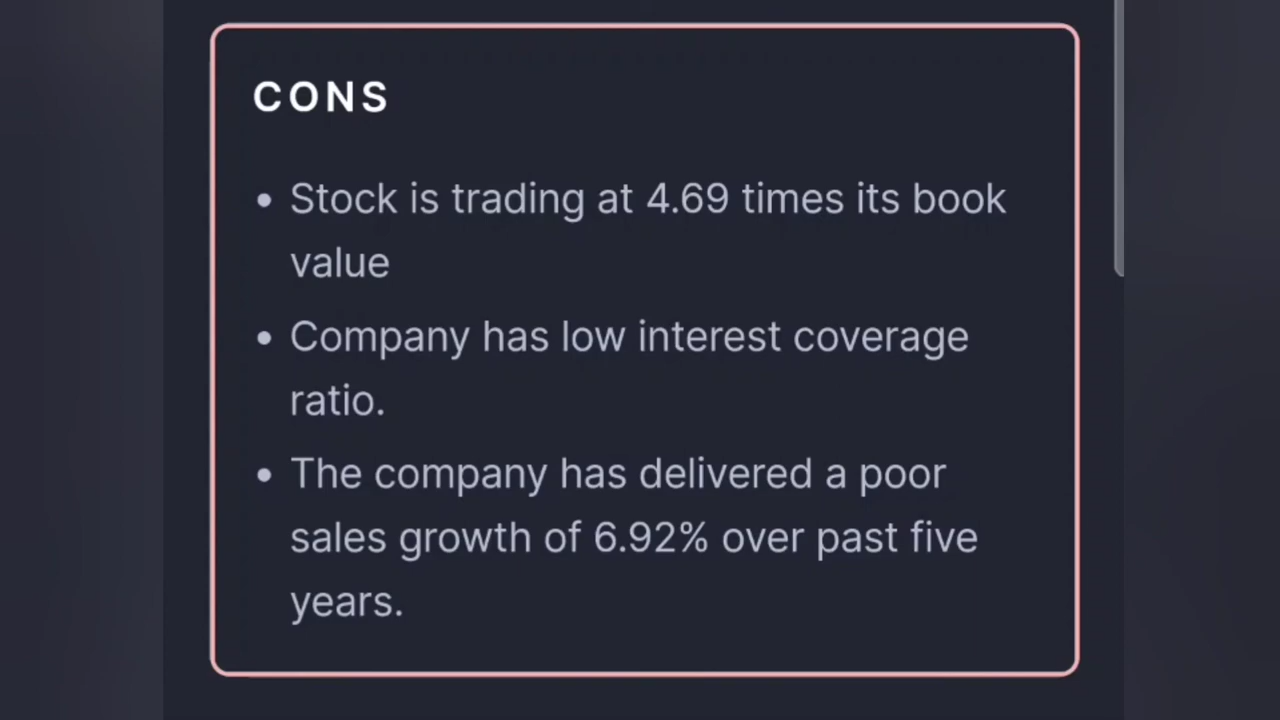 CONS
• Stock is trading at 4.69 times its book
value
• Company has low interest coverage
ratio.
• The company has delivered a poor
sales growth of 6.92% over past five
years.